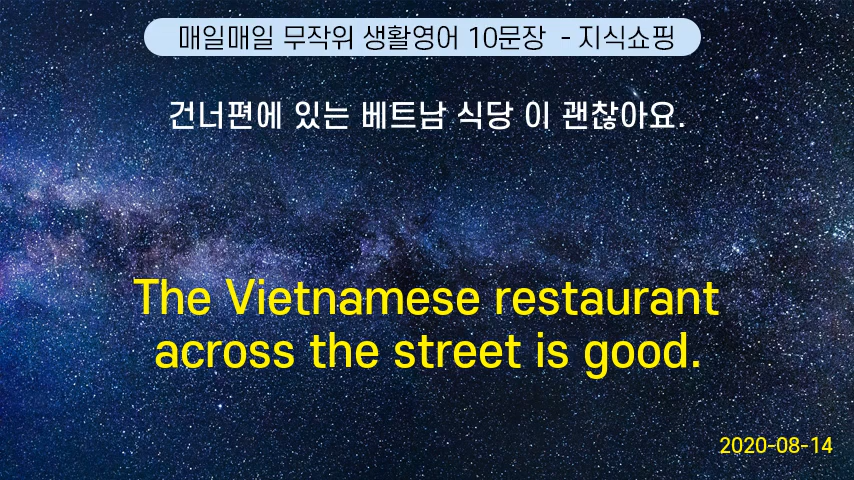 매일매일 무작위 생활영어 10문장 - 지식쇼핑
건너편에 있는 베트남 식당 이 괜찮아요.
The Vietnamese restaurant
across the street is good.
2020-08-14